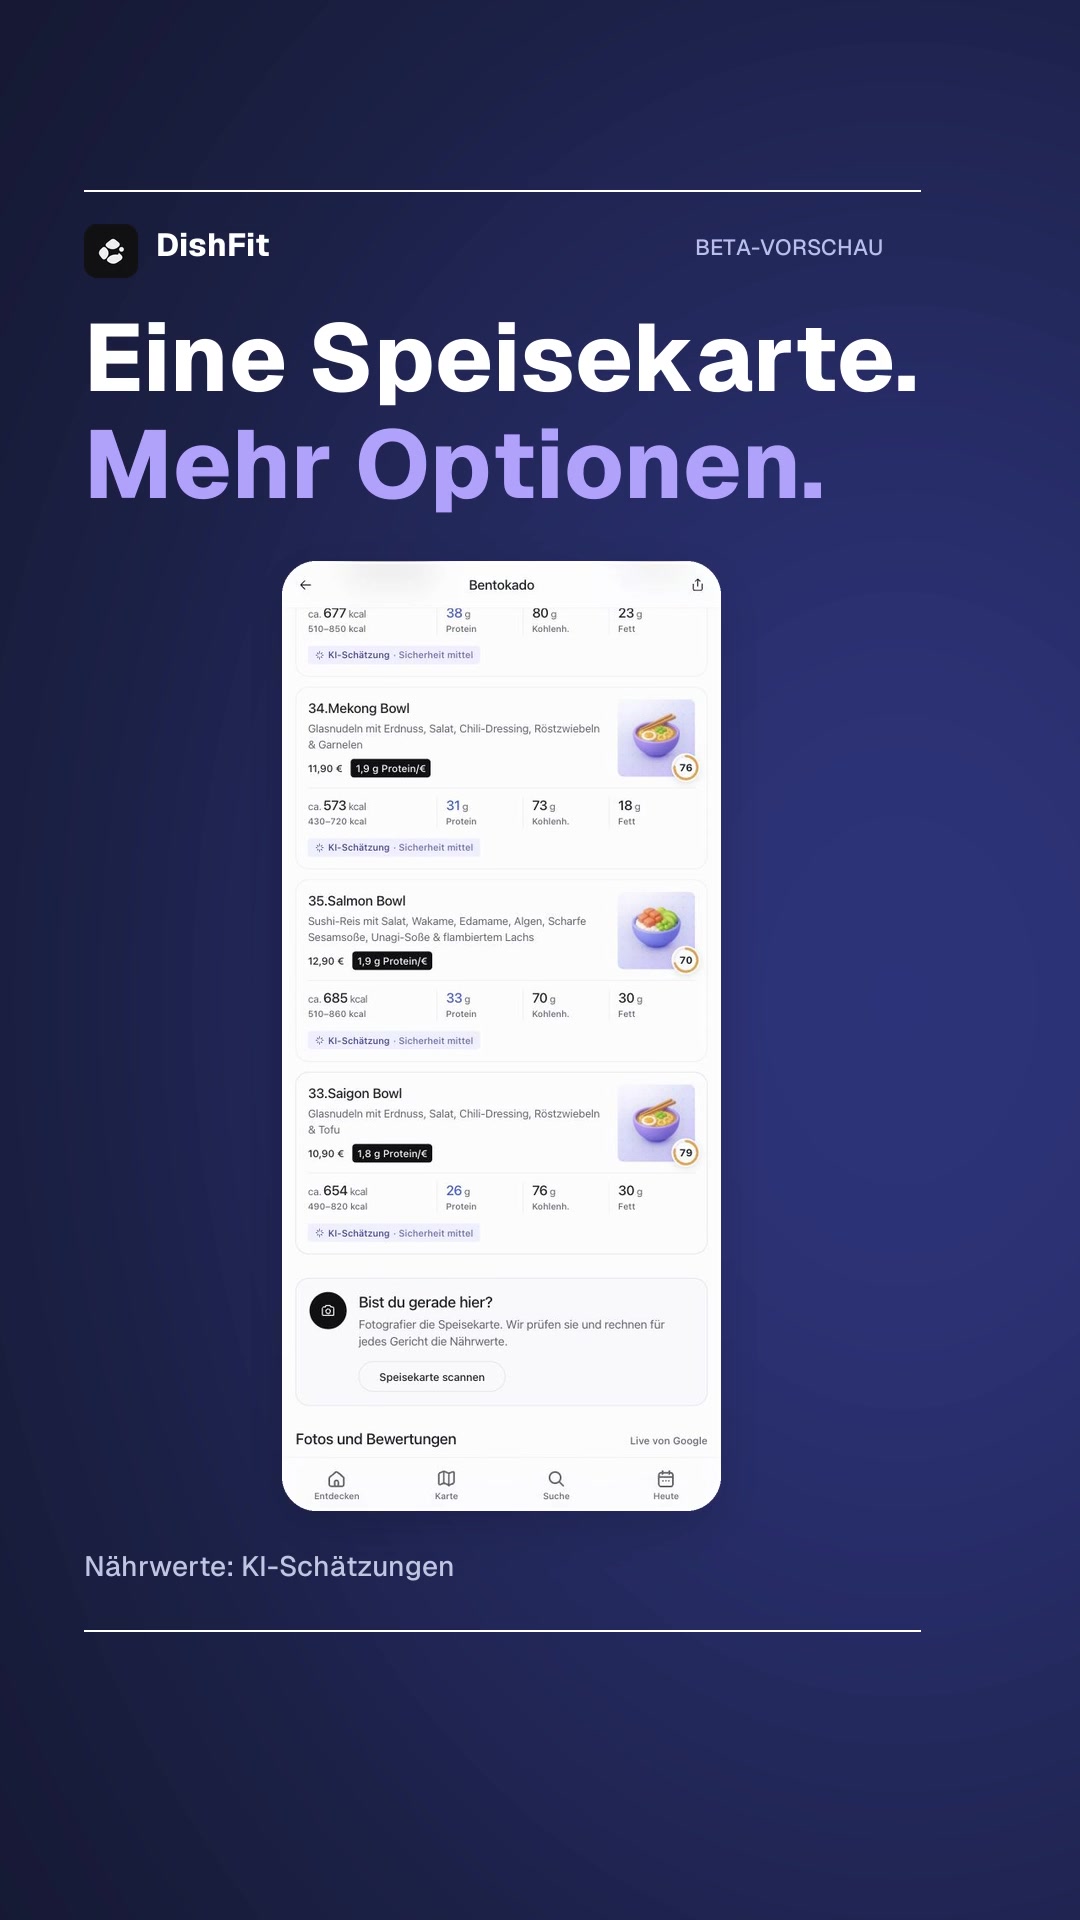 DishFit
BETA-VORSCHAU
Eine Speisekarte.
Mehr Optionen.
Bentokado
ca. 677 kcal
510–850 kcal
38 g
Protein
80 g
Kohlenh.
23 g
Fett
KI-Schätzung · Sicherheit mittel
34.Mekong Bowl
Glasnudeln mit Erdnuss, Salat, Chili-Dressing, Röstzwiebeln
& Garnelen
11,90 € 1,9 g Protein/€
76
ca. 573 kcal
430–720 kcal
31 g
Protein
73 g
Kohlenh.
18 g
Fett
KI-Schätzung · Sicherheit mittel
35.Salmon Bowl
Sushi-Reis mit Salat, Wakame, Edamame, Algen, Scharfe
Sesamsoße, Unagi-Soße & flambiertem Lachs
12,90 € 1,9 g Protein/€
70
ca. 685 kcal
510–860 kcal
33 g
Protein
70 g
Kohlenh.
30 g
Fett
KI-Schätzung · Sicherheit mittel
33.Saigon Bowl
Glasnudeln mit Erdnuss, Salat, Chili-Dressing, Röstzwiebeln
& Tofu
10,90 € 1,8 g Protein/€
79
ca. 654 kcal
490–820 kcal
26 g
Protein
76 g
Kohlenh.
30 g
Fett
KI-Schätzung · Sicherheit mittel
Bist du gerade hier?
Fotografier die Speisekarte. Wir prüfen sie und rechnen für
jedes Gericht die Nährwerte.
Speisekarte scannen
Fotos und Bewertungen
Live von Google
Entdecken
Karte
Suche
Heute
Nährwerte: KI-Schätzungen